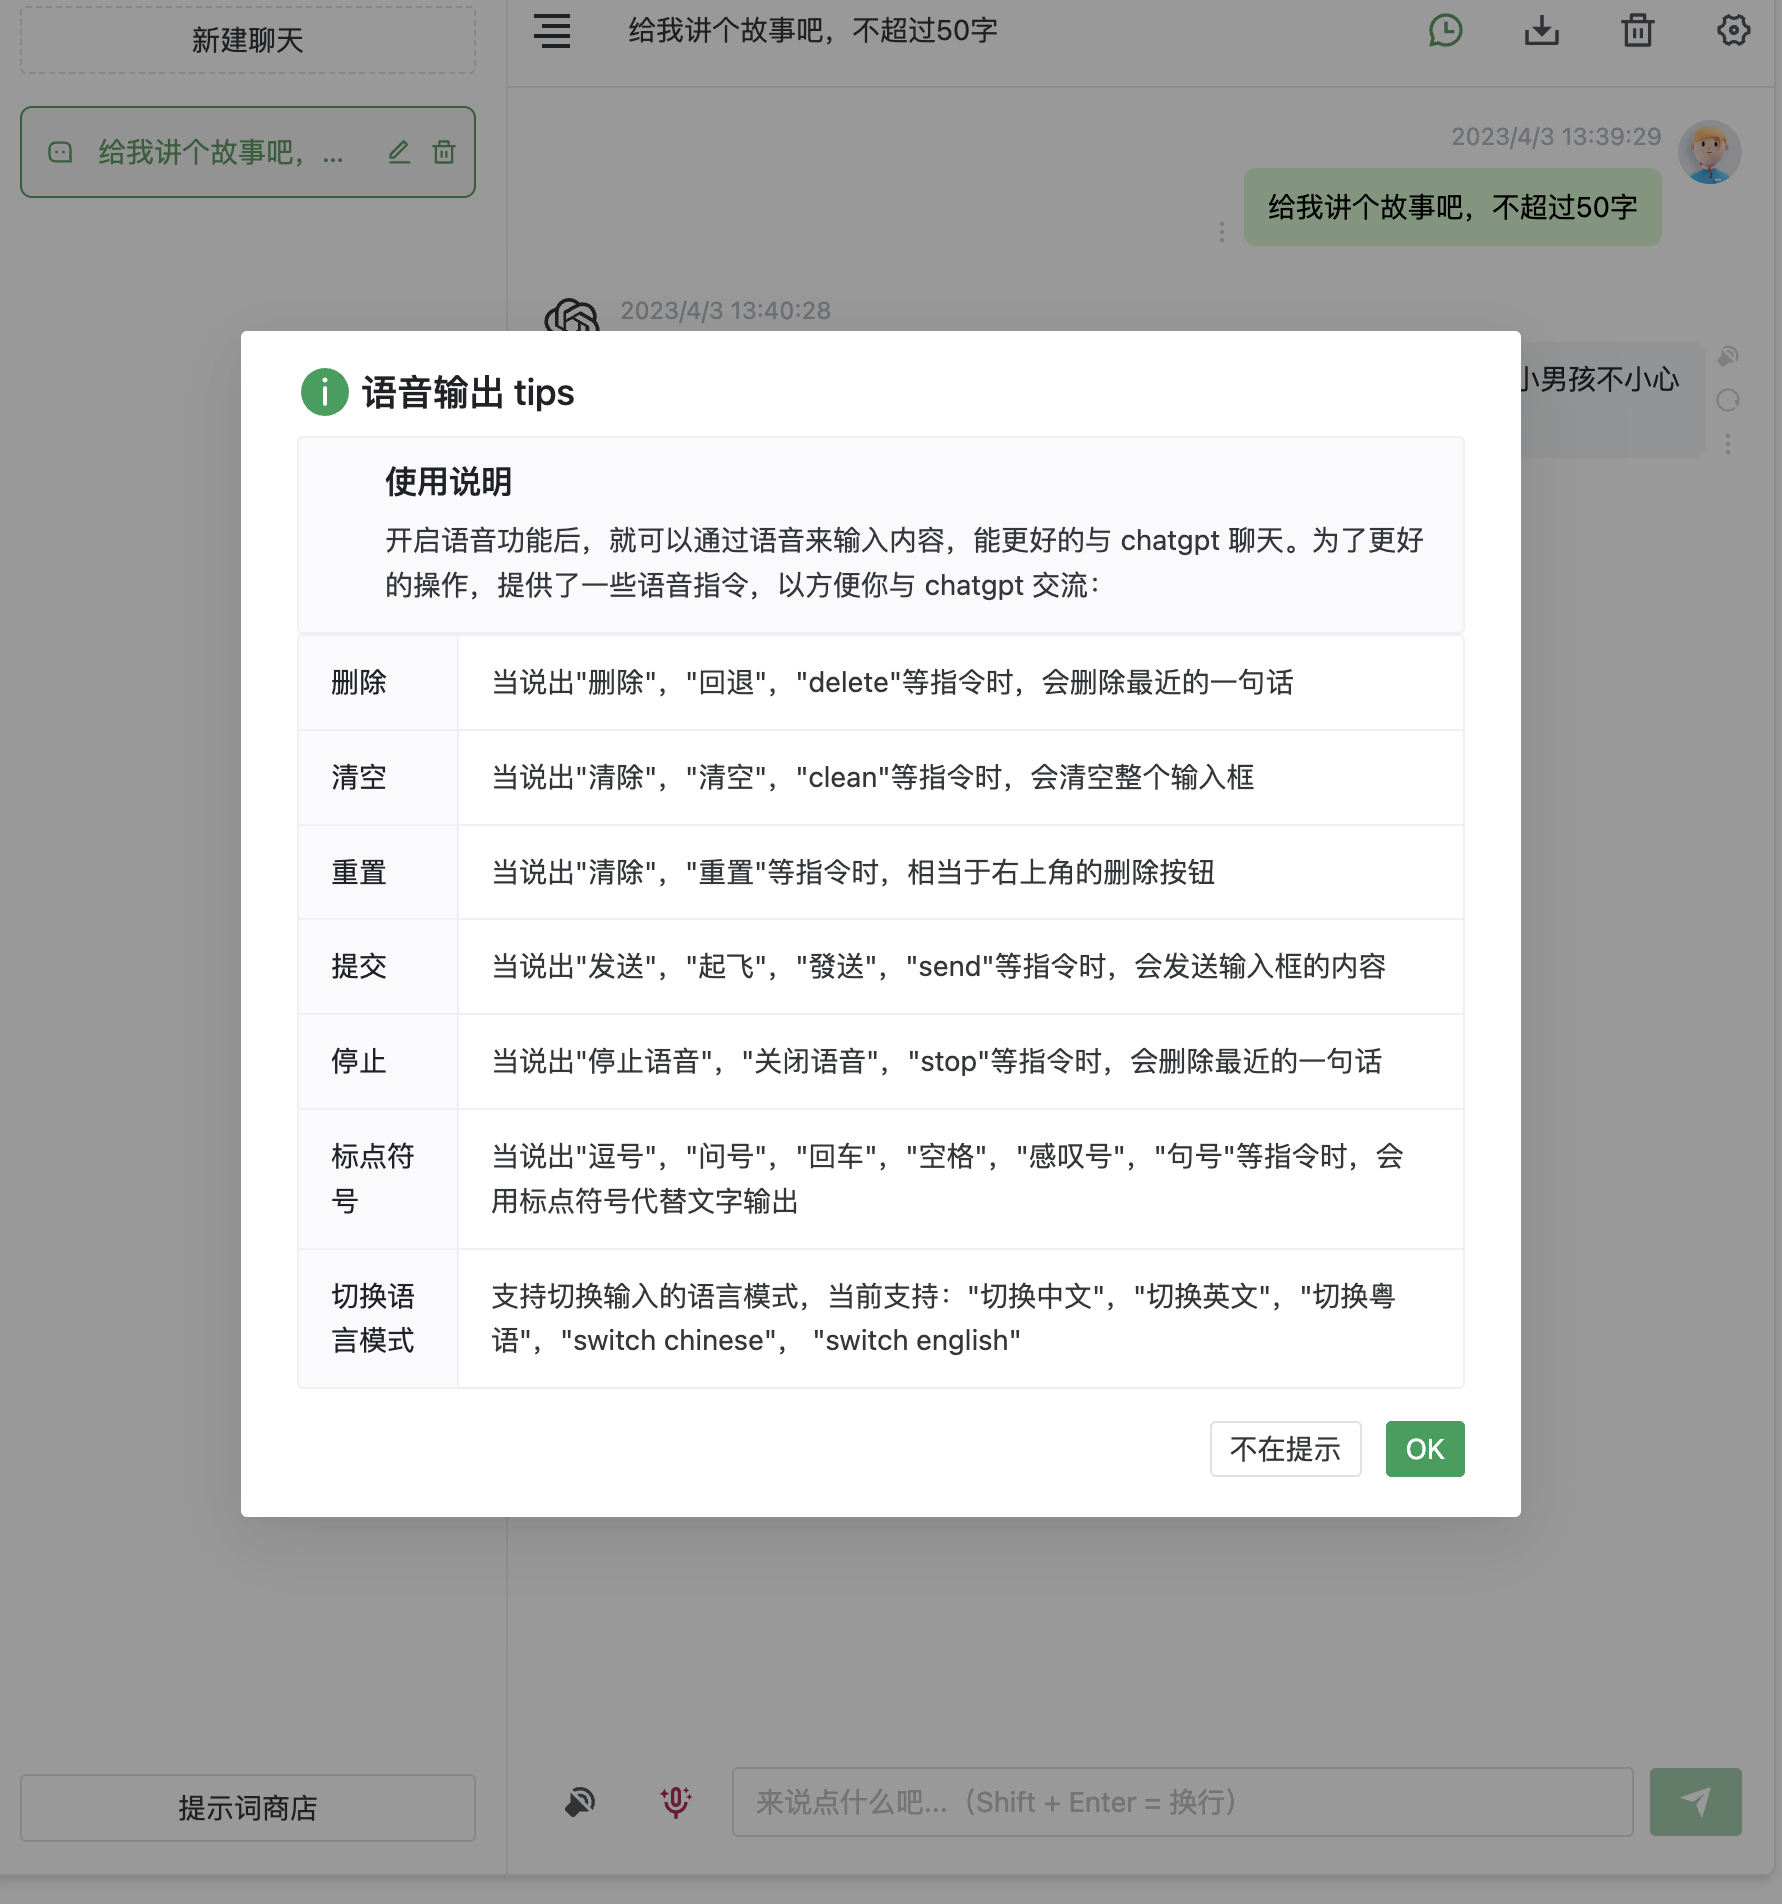 新建聊天
给我讲个故事吧，不超过50字
给我讲个故事吧，...
2023/4/3 13:39:29
给我讲个故事吧，不超过50字
2023/4/3 13:40:28
小男孩不小心
语音输出 tips
使用说明
开启语音功能后，就可以通过语音来输入内容，能更好的与 chatgpt 聊天。为了更好
的操作，提供了一些语音指令，以方便你与 chatgpt 交流：
删除
当说出"删除"，"回退"，"delete"等指令时，会删除最近的一句话
清空
当说出"清除"，"清空"，"clean"等指令时，会清空整个输入框
重置
当说出"清除"，"重置"等指令时，相当于右上角的删除按钮
提交
当说出"发送"，"起飞"，"發送"，"send"等指令时，会发送输入框的内容
停止
当说出"停止语音"，"关闭语音"，"stop"等指令时，会删除最近的一句话
标点符
号
当说出"逗号"，"问号"，"回车"，"空格"，"感叹号"，"句号"等指令时，会
用标点符号代替文字输出
切换语
言模式
支持切换输入的语言模式，当前支持："切换中文"，"切换英文"，"切换粤
语"，"switch chinese"， "switch english"
不在提示
OK
提示词商店
来说点什么吧...（Shift + Enter = 换行）